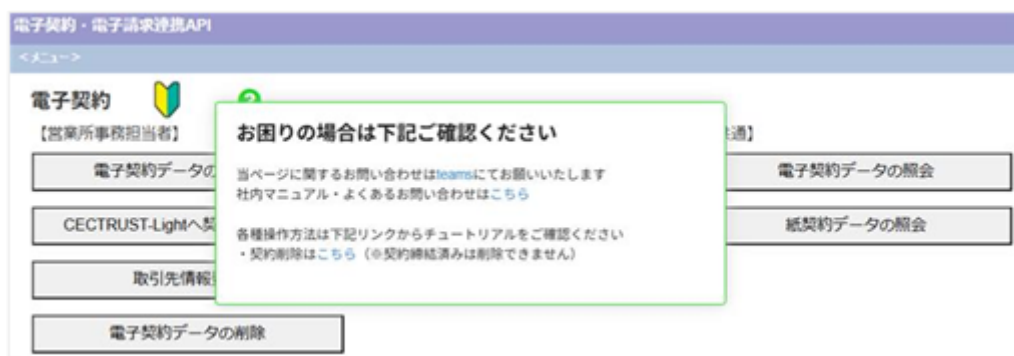 電子契約・電子請求連携API
<メニュー>
電子契約
【営業所事務担当者】
電子契約データの
CECTRUST-Lightへ契
取引先情報
電子契約データの削除
お困りの場合は下記ご確認ください
当ページに関するお問い合わせはteamsにてお願いいたします
社内マニュアル・よくあるお問い合わせはこちら
各種操作方法は下記リンクからチュートリアルをご確認ください
・契約削除はこちら（※契約締結済みは削除できません）
通】
電子契約データの照会
紙契約データの照会